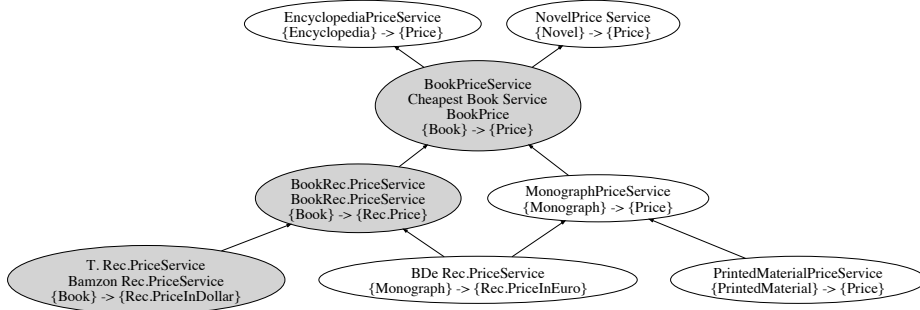 EncyclopediaPriceService
{Encyclopedia} -> {Price}
NovelPrice Service
{Novel} -> {Price}
BookPriceService
Cheapest Book Service
BookPrice
{Book} -> {Price}
BookRec.PriceService
BookRec.PriceService
{Book} -> {Rec.Price}
MonographPriceService
{Monograph} -> {Price}
T. Rec.PriceService
Bamzon Rec.PriceService
{Book} -> {Rec.PriceInDollar}
BDe Rec.PriceService
{Monograph} -> {Rec.PriceInEuro}
PrintedMaterialPriceService
{PrintedMaterial} -> {Price}